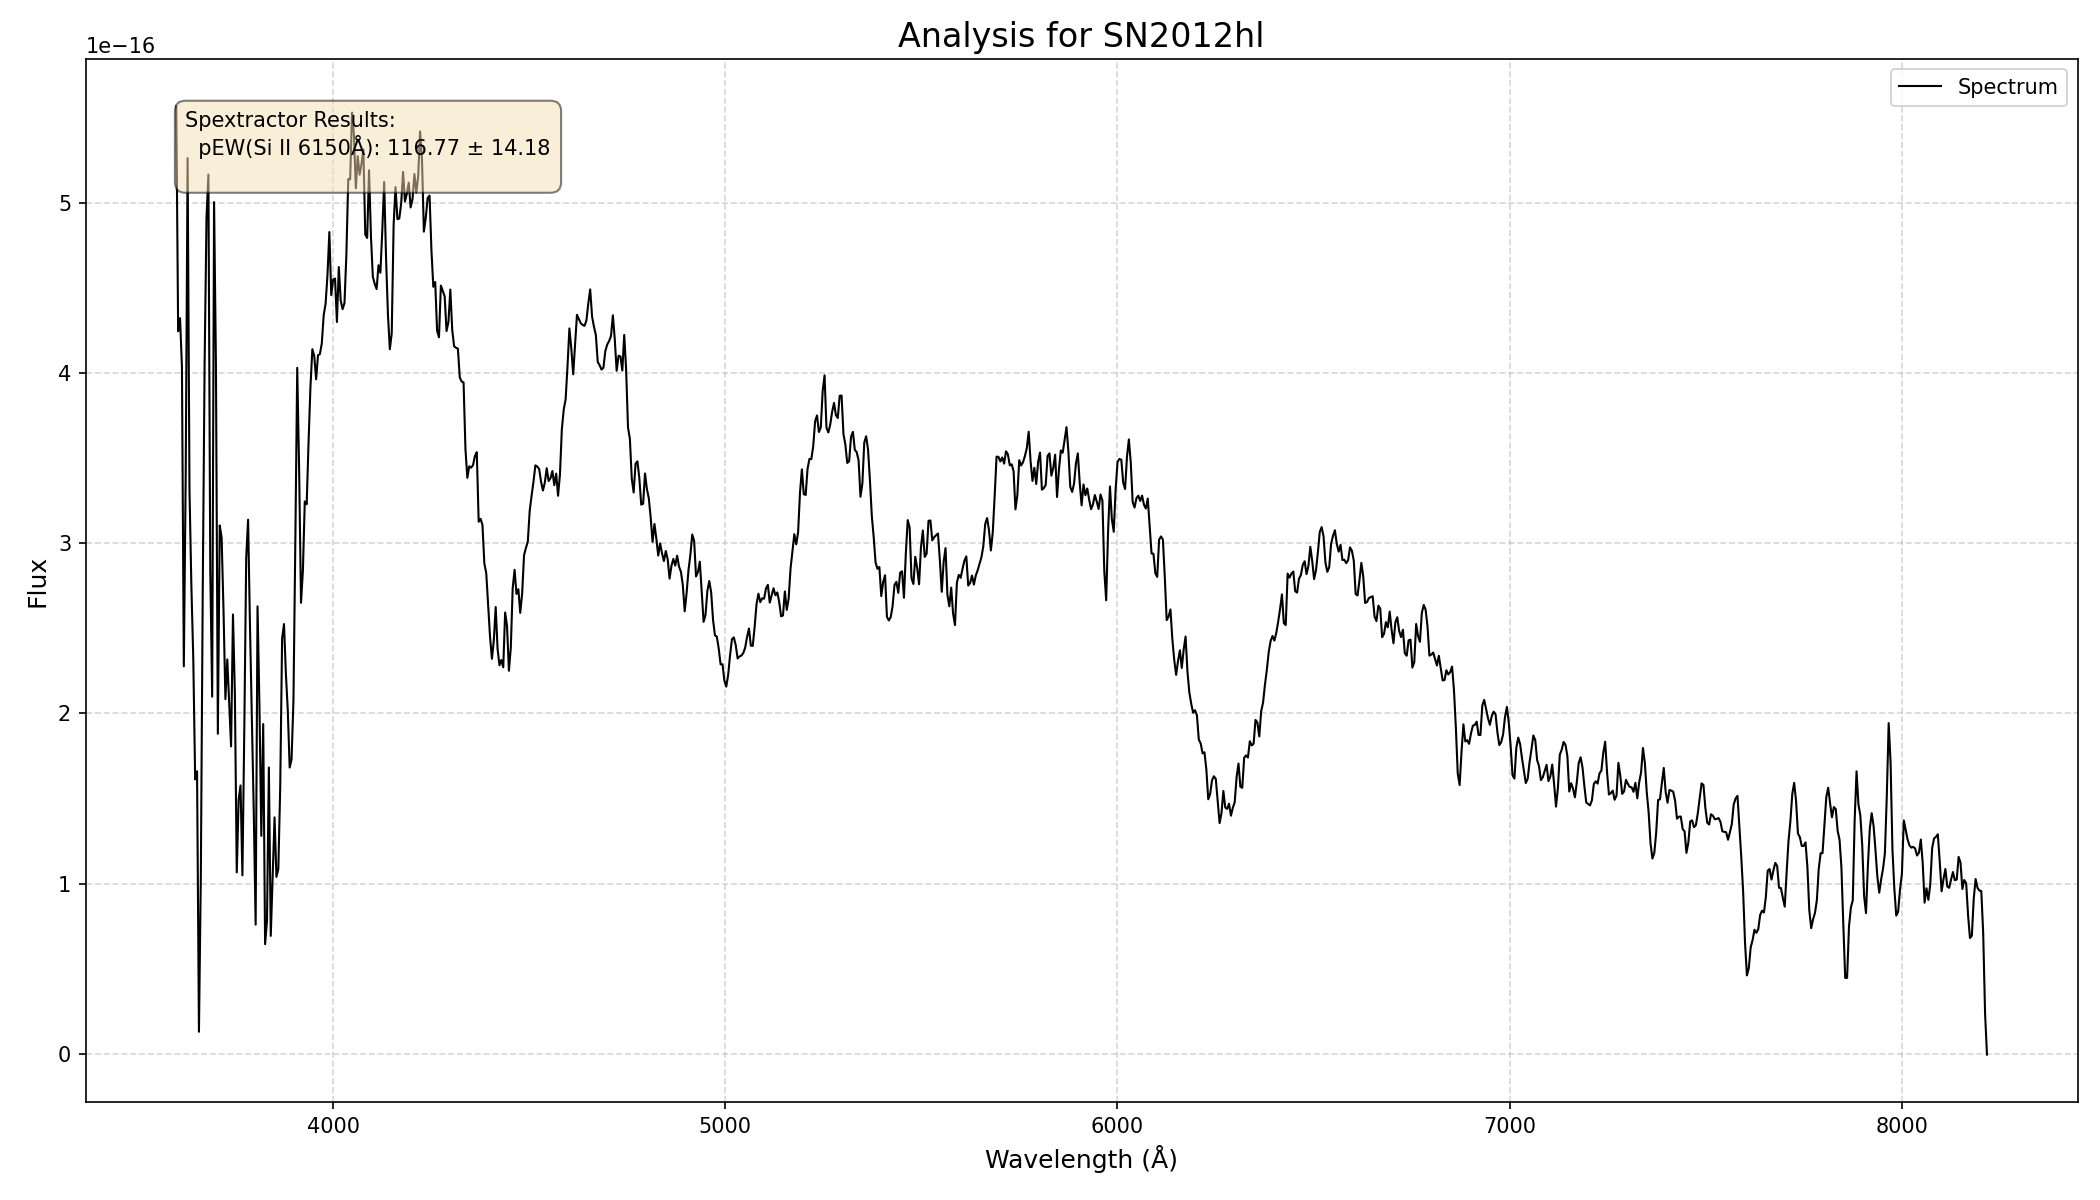 Analysis for SN2012hl
1e−16
Spectrum
Spextractor Results:
pEW(Si II 6150Å): 116.77 ± 14.18
5
4
3
2
1
0
Flux
4000
5000
6000
7000
8000
Wavelength (Å)